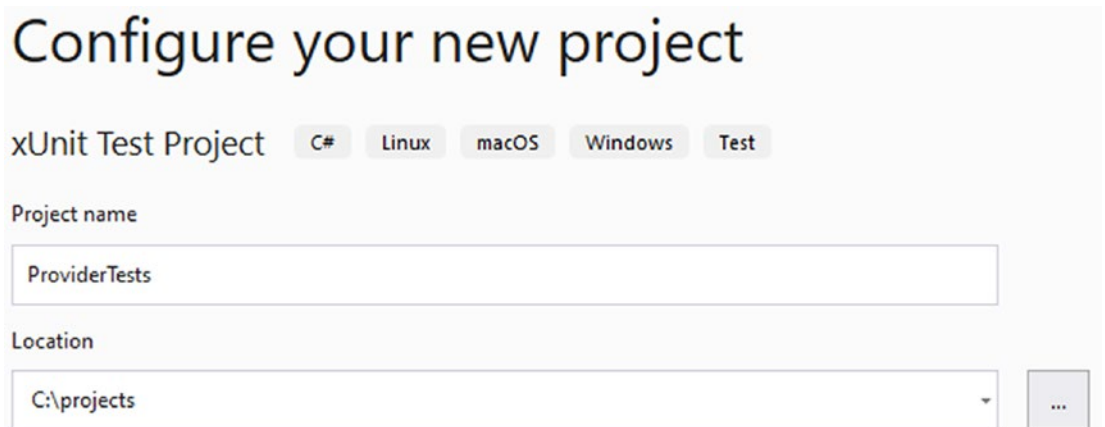 Configure your new project
xUnit Test Project C# Linux macOS Windows Test
Project name
ProviderTests
Location
C:\projects
...